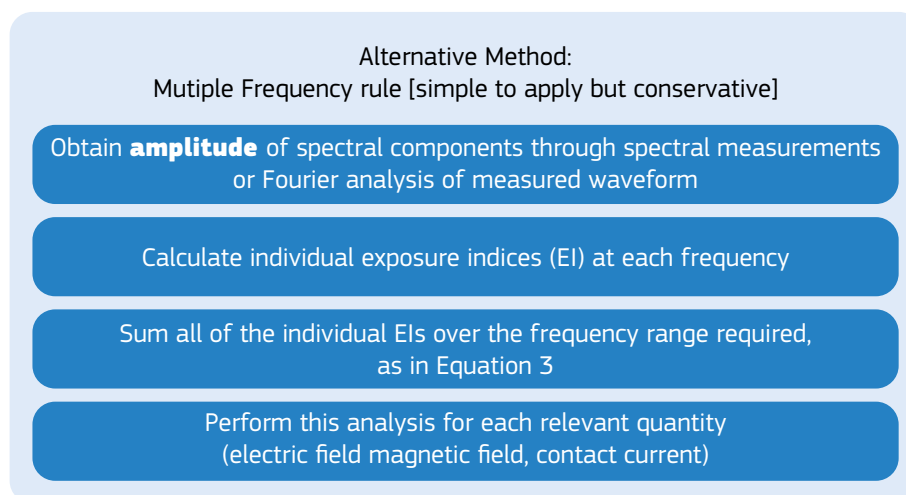 Alternative Method:
Mutiple Frequency rule [simple to apply but conservative]
Obtain amplitude of spectral components through spectral measurements
or Fourier analysis of measured waveform
Calculate individual exposure indices (EI) at each frequency
Sum all of the individual EIs over the frequency range required,
as in Equation 3
Perform this analysis for each relevant quantity
(electric field magnetic field, contact current)